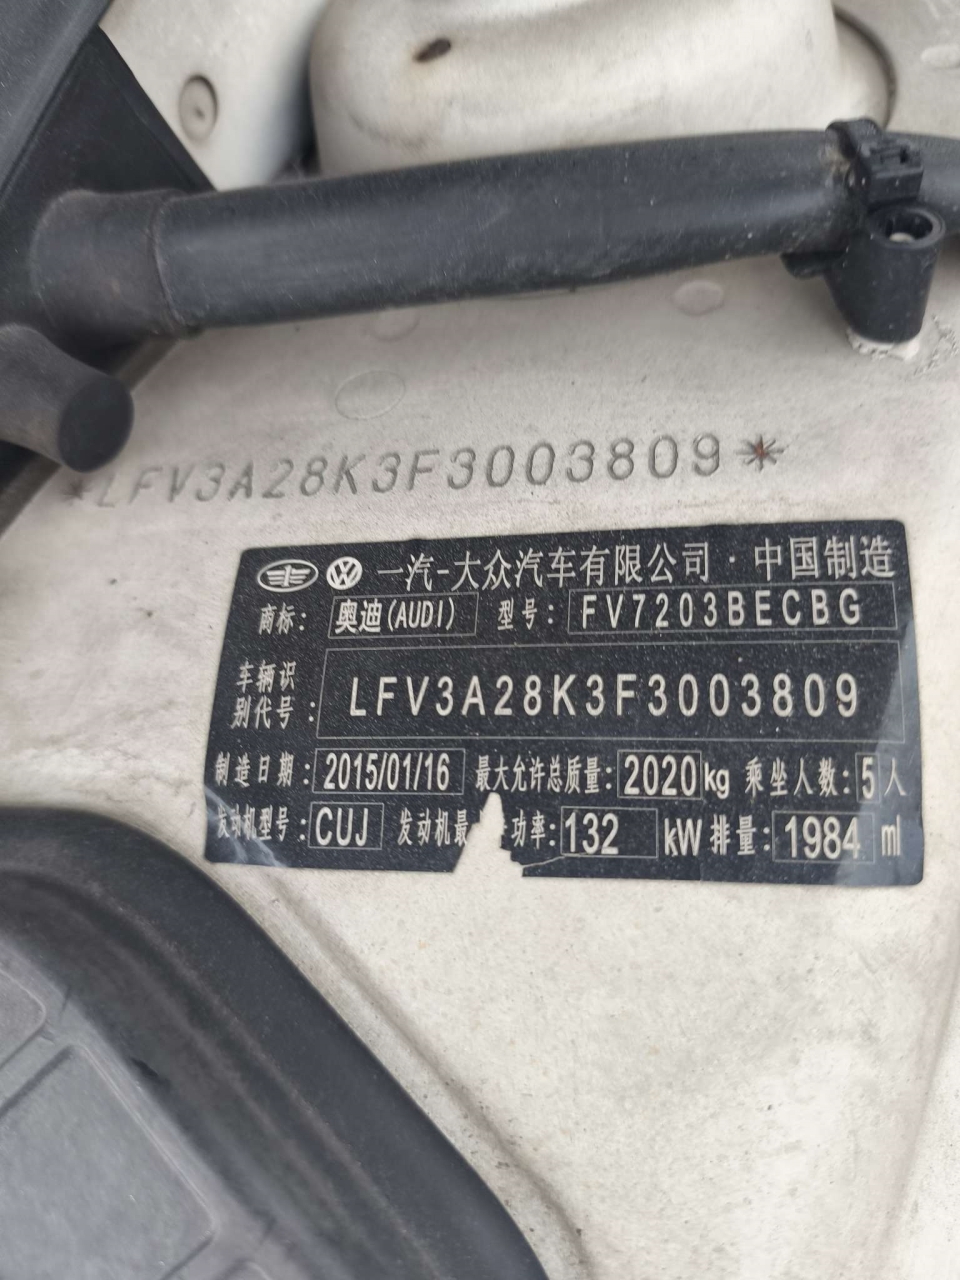 *LFV3A28K3F3003809*
一汽-大众汽车有限公司·中国制造
商标: 奥迪(AUDI) 型号: FV7203BECBG
车辆识
别代号: LFV3A28K3F3003809
制造日期: 2015/01/16 最大允许总质量: 2020kg 乘坐人数: 5人
发动机型号: CUJ 发动机最 功率: 132 kW 排量: 1984 ml